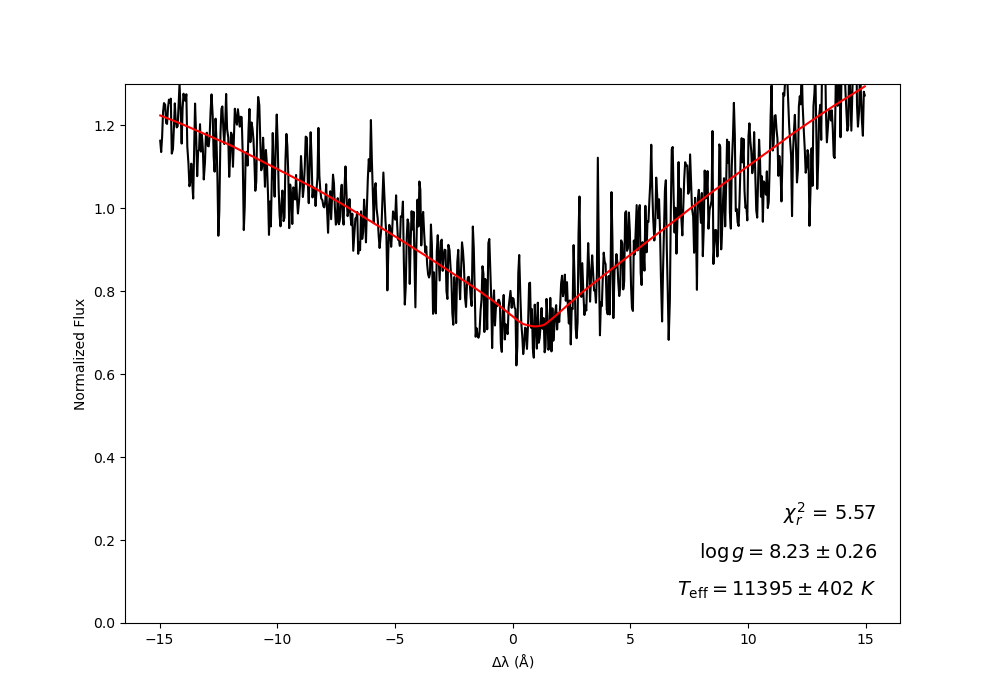 Normalized Flux
1.2
1.0
0.8
0.6
0.4
0.2
0.0
χ²ᵣ = 5.57
log g = 8.23 ± 0.26
T_eff = 11395 ± 402 K
−15 −10 −5 0 5 10 15
Δλ (Å)